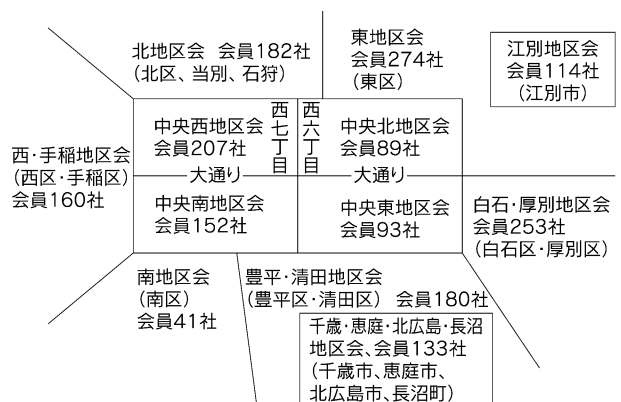 北地区会 会員182社
（北区、当別、石狩）
東地区会
会員274社
（東区）
江別地区会
会員114社
（江別市）
中央西地区会
会員207社
西七丁目
西六丁目
中央北地区会
会員89社
西・手稲地区会
（西区・手稲区）
会員160社
大通り
大通り
中央南地区会
会員152社
中央東地区会
会員93社
白石・厚別地区会
会員253社
（白石区・厚別区）
南地区会
（南区）
会員41社
豊平・清田地区会
（豊平区・清田区） 会員180社
千歳・恵庭・北広島・長沼
地区会、会員133社
（千歳市、恵庭市、
北広島市、長沼町）